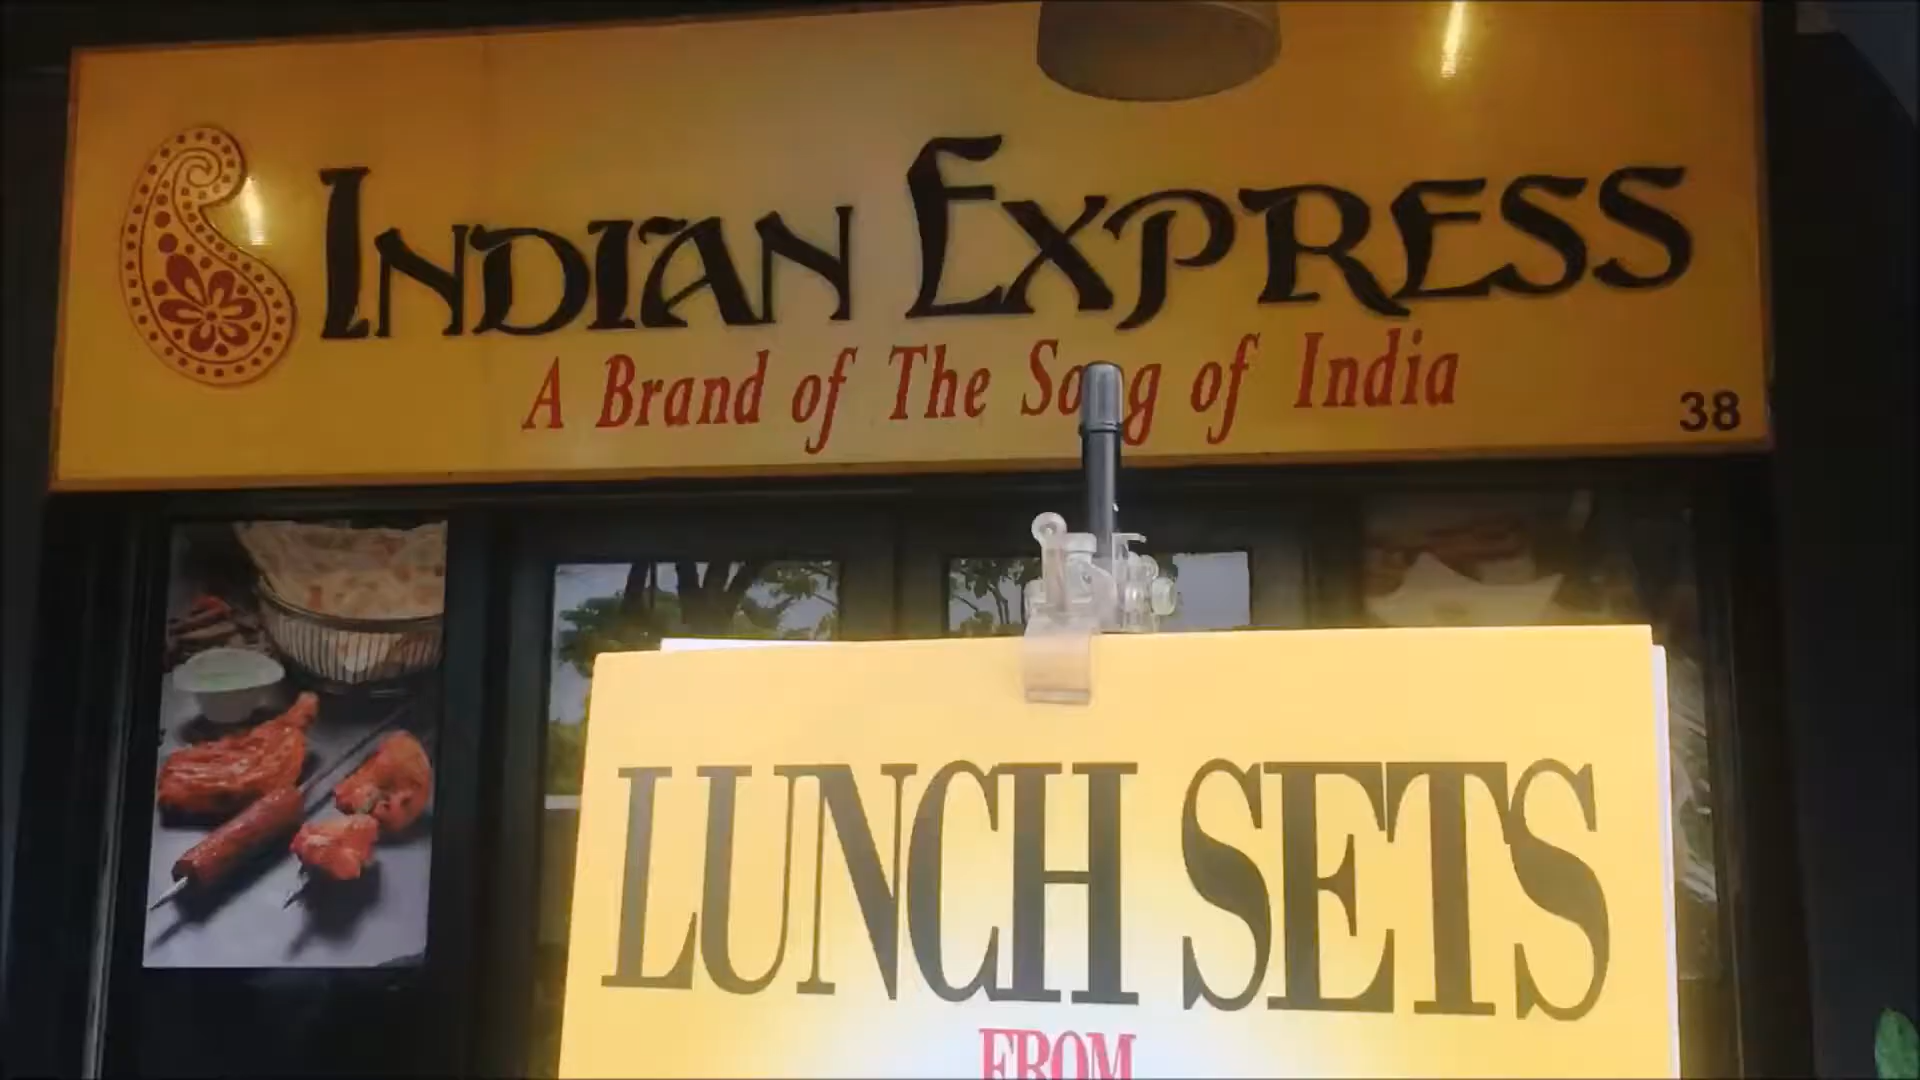 INDIAN EXPRESS
A Brand of The Song of India
38
LUNCH SETS
FROM